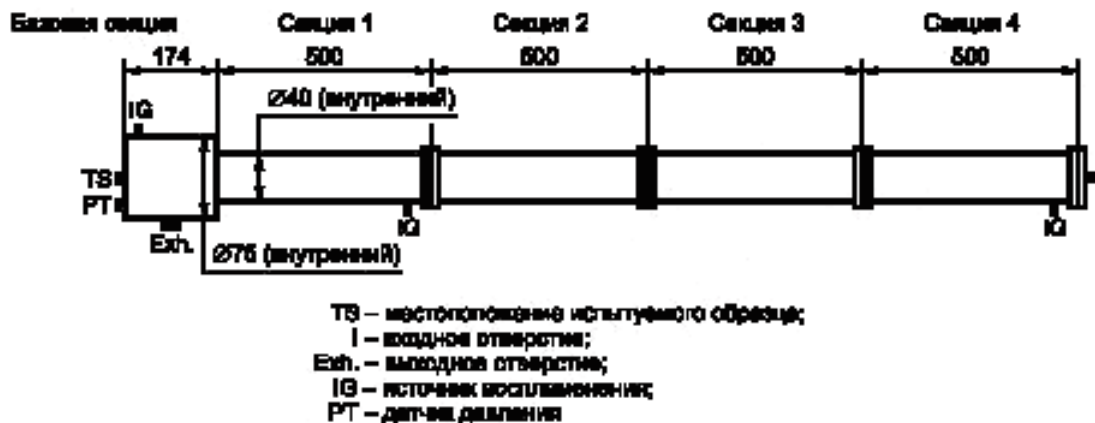 Базовая секция Секция 1 Секция 2 Секция 3 Секция 4
174 500 500 500 500
Ø40 (внутренний)
IG
TS
PT
Exh.
IG
IG
Ø75 (внутренний)
TS – местоположение испытуемого образца;
I – входное отверстие;
Exh. – выходное отверстие;
IG – источник воспламенения;
PT – датчик давления